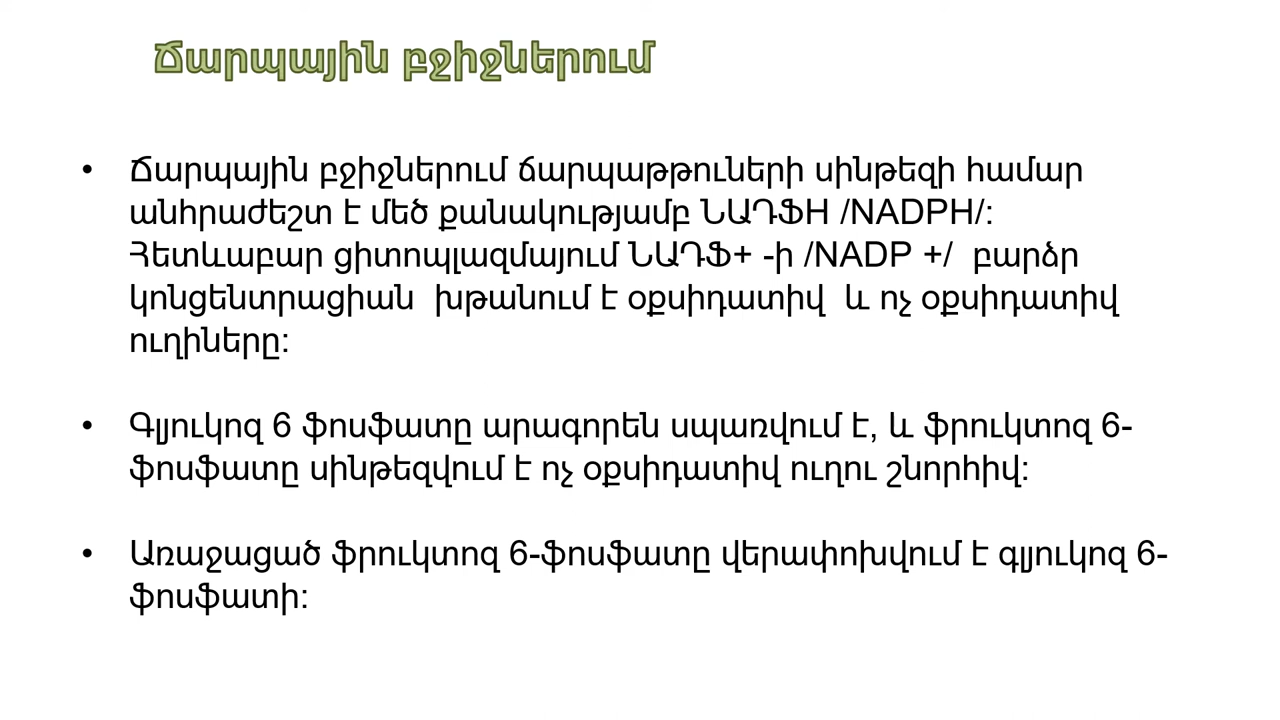 Ճարպային բջիջներում
• Ճարպային բջիջներում ճարպաթթուների սինթեզի համար
անհրաժեշտ է մեծ քանակությամբ ՆԱԴՖH /NADPH/:
Հետևաբար ցիտոպլազմայում ՆԱԴՖ+ -ի /NADP +/ բարձր
կոնցենտրացիան խթանում է օքսիդատիվ և ոչ օքսիդատիվ
ուղիները:
• Գլյուկոզ 6 ֆոսֆատը արագորեն սպառվում է, և ֆրուկտոզ 6-
ֆոսֆատը սինթեզվում է ոչ օքսիդատիվ ուղու շնորհիվ:
• Առաջացած ֆրուկտոզ 6-ֆոսֆատը վերափոխվում է գլյուկոզ 6-
ֆոսֆատի: